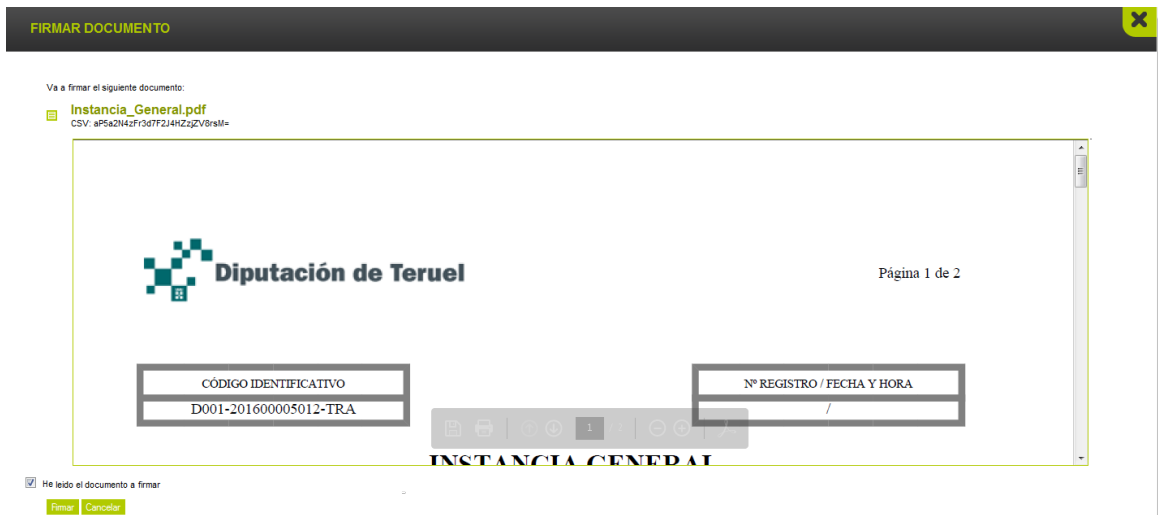 FIRMAR DOCUMENTO
Va a firmar el siguiente documento:
Instancia_General.pdf
CSV: aP5a2N4zFr3d7F2J4HZzjZV8rsM=
Diputación de Teruel
Página 1 de 2
CÓDIGO IDENTIFICATIVO
Nº REGISTRO / FECHA Y HORA
D001-201600005012-TRA
/
1 /
INSTANCIA GENERAL
He leido el documento a firmar
Firmar Cancelar